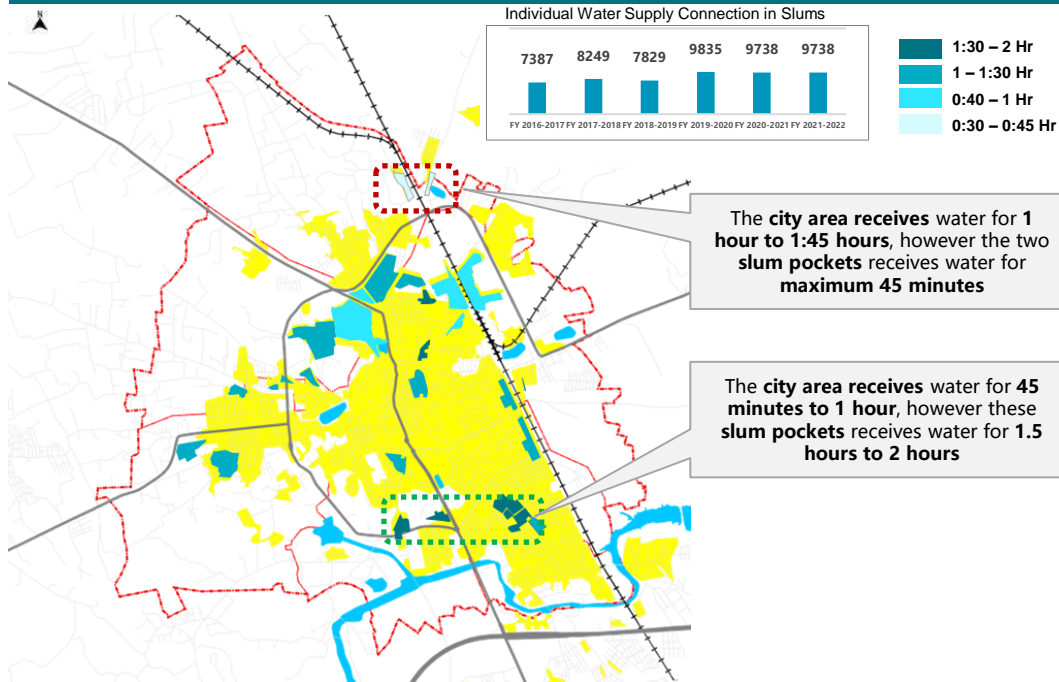 N
Individual Water Supply Connection in Slums
7387 8249 7829 9835 9738 9738
FY 2016-2017 FY 2017-2018 FY 2018-2019 FY 2019-2020 FY 2020-2021 FY 2021-2022
1:30 – 2 Hr
1 – 1:30 Hr
0:40 – 1 Hr
0:30 – 0:45 Hr
The city area receives water for 1
hour to 1:45 hours, however the two
slum pockets receives water for
maximum 45 minutes
The city area receives water for 45
minutes to 1 hour, however these
slum pockets receives water for 1.5
hours to 2 hours